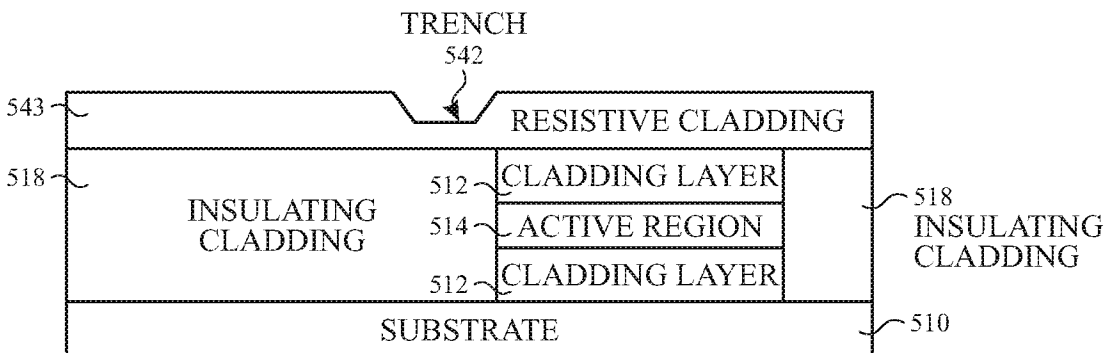 TRENCH
542
543
RESISTIVE CLADDING
518
512
CLADDING LAYER
518
INSULATING
CLADDING
514
ACTIVE REGION
INSULATING
CLADDING
512
CLADDING LAYER
SUBSTRATE
510